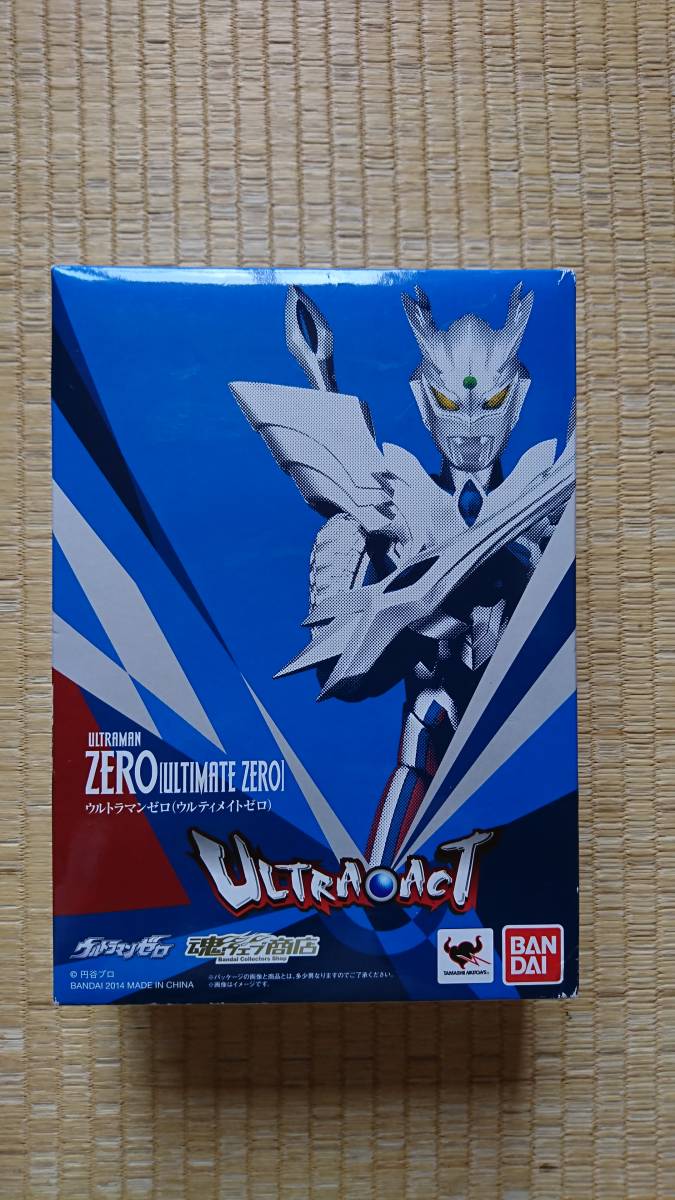 ULTRAMAN
ZERO[ULTIMATE ZERO]
ウルトラマンゼロ(ウルティメイトゼロ)
ULTRA-ACT
ウルトラマンゼロ
魂ウェブ商店
Bandai Collectors Shop
TAMASHII NATIONS
BAN
DAI
© 円谷プロ
BANDAI 2014 MADE IN CHINA
※パッケージの画像と商品とは、多少異なりますのでご了承ください。
※画像はイメージです。